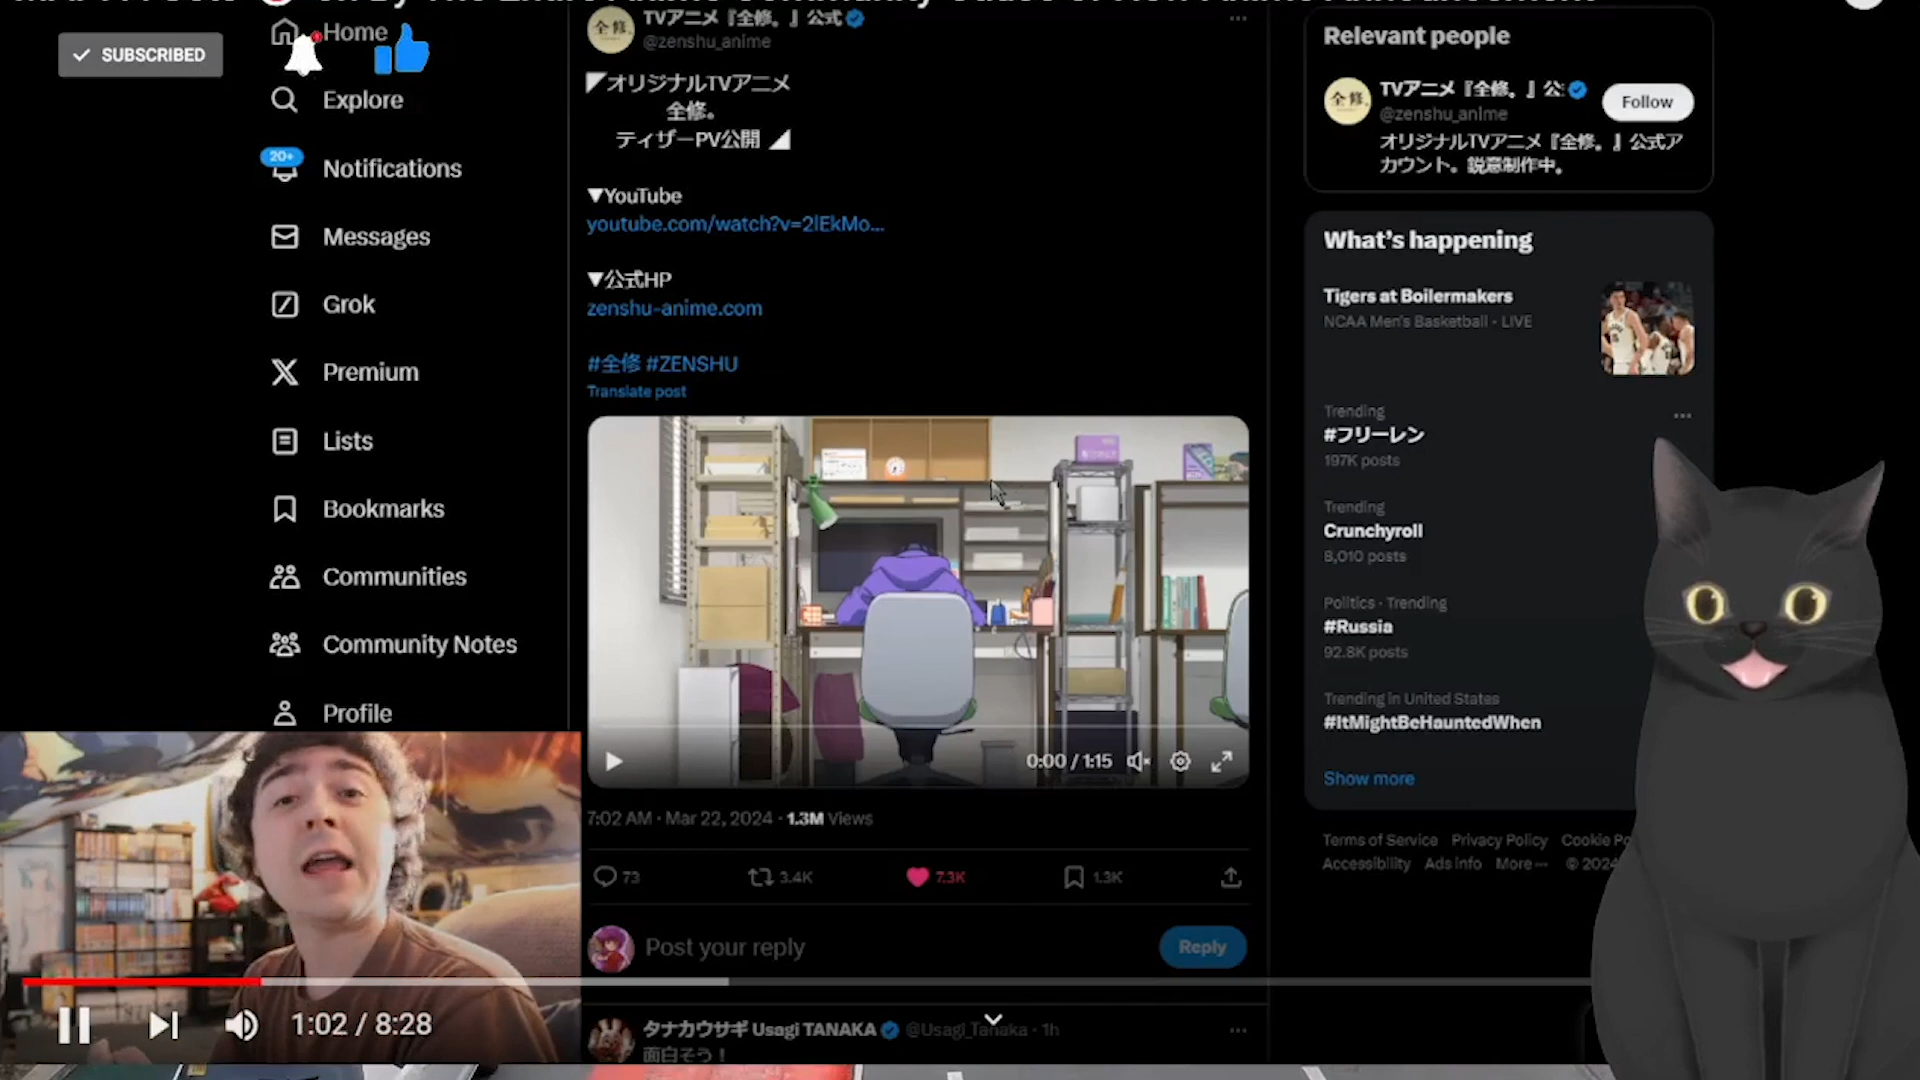 SUBSCRIBED
Home
Explore
20+
Notifications
Messages
Grok
Premium
Lists
Bookmarks
Communities
Community Notes
Profile
全修。
TVアニメ『全修。』公式
@zenshu_anime
◤オリジナルTVアニメ
全修。
ティザーPV公開 ◢
▼YouTube
youtube.com/watch?v=2lEkMo...
▼公式HP
zenshu-anime.com
#全修 #ZENSHU
Translate post
0:00 / 1:15
7:02 AM · Mar 22, 2024 · 1.3M Views
73
3.4K
7.3K
1.3K
Post your reply
Reply
タナカウサギ Usagi TANAKA @Usagi_Tanaka · 1h
面白そう！
1:02 / 8:28
Relevant people
全修。
TVアニメ『全修。』公
@zenshu_anime
Follow
オリジナルTVアニメ『全修。』公式ア
カウント。鋭意制作中。
What's happening
Tigers at Boilermakers
NCAA Men's Basketball · LIVE
Trending
#フリーレン
197K posts
Trending
Crunchyroll
8,010 posts
Politics · Trending
#Russia
92.8K posts
Trending in United States
#ItMightBeHauntedWhen
Show more
Terms of Service Privacy Policy Cookie Po
Accessibility Ads info More ··· © 2024